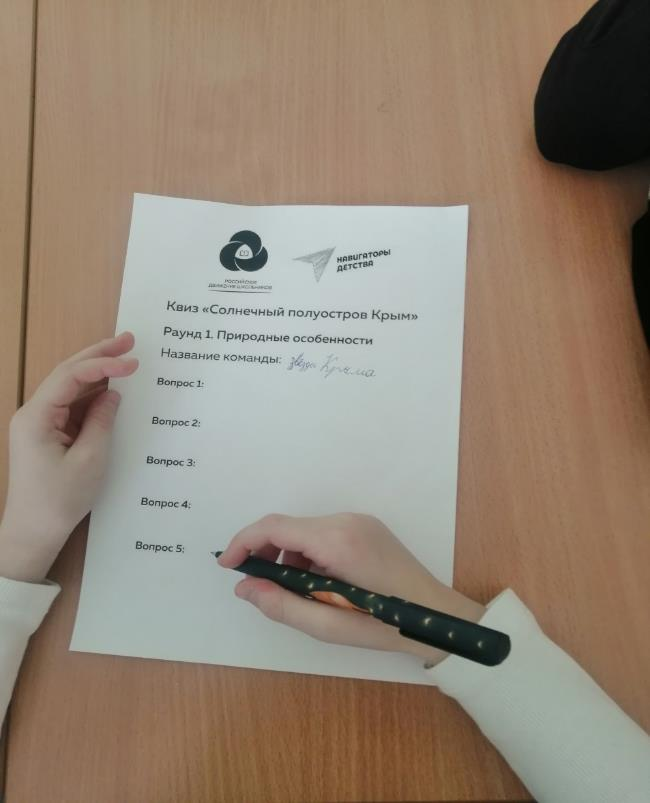 РОССИЙСКОЕ
ДВИЖЕНИЕ ШКОЛЬНИКОВ
НАВИГАТОРЫ
ДЕТСТВА
Квиз «Солнечный полуостров Крым»
Раунд 1. Природные особенности
Название команды: звезда Крыма
Вопрос 1:
Вопрос 2:
Вопрос 3:
Вопрос 4:
Вопрос 5: